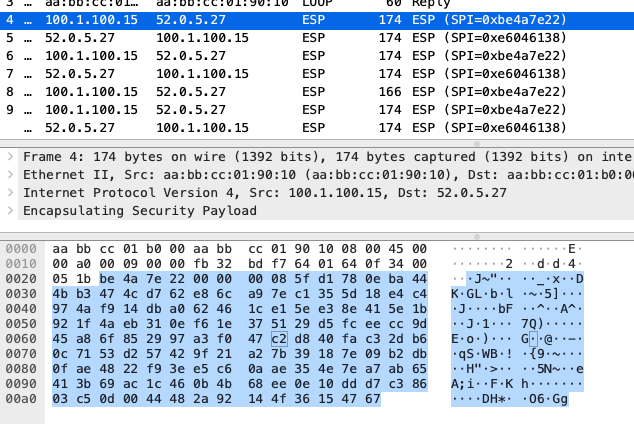 3 … aa:bb:cc:01… aa:bb:cc:01:90:10 LOOP 60 Reply
4 … 100.1.100.15 52.0.5.27 ESP 174 ESP (SPI=0xbe4a7e22)
5 … 52.0.5.27 100.1.100.15 ESP 174 ESP (SPI=0xe6046138)
6 … 100.1.100.15 52.0.5.27 ESP 174 ESP (SPI=0xbe4a7e22)
7 … 52.0.5.27 100.1.100.15 ESP 174 ESP (SPI=0xe6046138)
8 … 100.1.100.15 52.0.5.27 ESP 166 ESP (SPI=0xbe4a7e22)
9 … 100.1.100.15 52.0.5.27 ESP 174 ESP (SPI=0xbe4a7e22)
… 52.0.5.27 100.1.100.15 ESP 174 ESP (SPI=0xe6046138)
Frame 4: 174 bytes on wire (1392 bits), 174 bytes captured (1392 bits) on inte
Ethernet II, Src: aa:bb:cc:01:90:10 (aa:bb:cc:01:90:10), Dst: aa:bb:cc:01:b0:00
Internet Protocol Version 4, Src: 100.1.100.15, Dst: 52.0.5.27
Encapsulating Security Payload
0000 aa bb cc 01 b0 00 aa bb cc 01 90 10 08 00 45 00 ········ ······E·
0010 00 a0 00 09 00 00 fb 32 bd f7 64 01 64 0f 34 00 ·······2 ··d·d·4·
0020 05 1b be 4a 7e 22 00 00 00 08 5f d1 78 0e ba 44 ···J~"·· ··_·x··D
0030 4b b3 47 4c d7 62 e8 6c a9 7e c1 35 5d 18 e4 c4 K·GL·b·l ·~·5]···
0040 97 4a f9 14 db a0 62 46 1c e1 5e e3 8e 41 5e 1b ·J····bF ··^··A^·
0050 92 1f 4a eb 31 0e f6 1e 37 51 29 d5 fc ee cc 9d ··J·1··· 7Q)·····
0060 45 a8 6f 85 29 97 a3 f0 47 c2 d8 40 fa c3 2d b6 E·o·)··· G··@··-·
0070 0c 71 53 d2 57 42 9f 21 a2 7b 39 18 7e 09 b2 db ·qS·WB·! ·{9·~···
0080 0f ae 48 22 f9 3e e5 c6 0a ae 35 4e 7e a7 ab 65 ··H"·>·· ··5N~··e
0090 41 3b 69 ac 1c 46 0b 4b 68 ee 0e 10 dd d7 c3 86 A;i··F·K h·······
00a0 03 c5 0d 00 44 48 2a 92 14 4f 36 15 47 67 ····DH*· ·O6·Gg